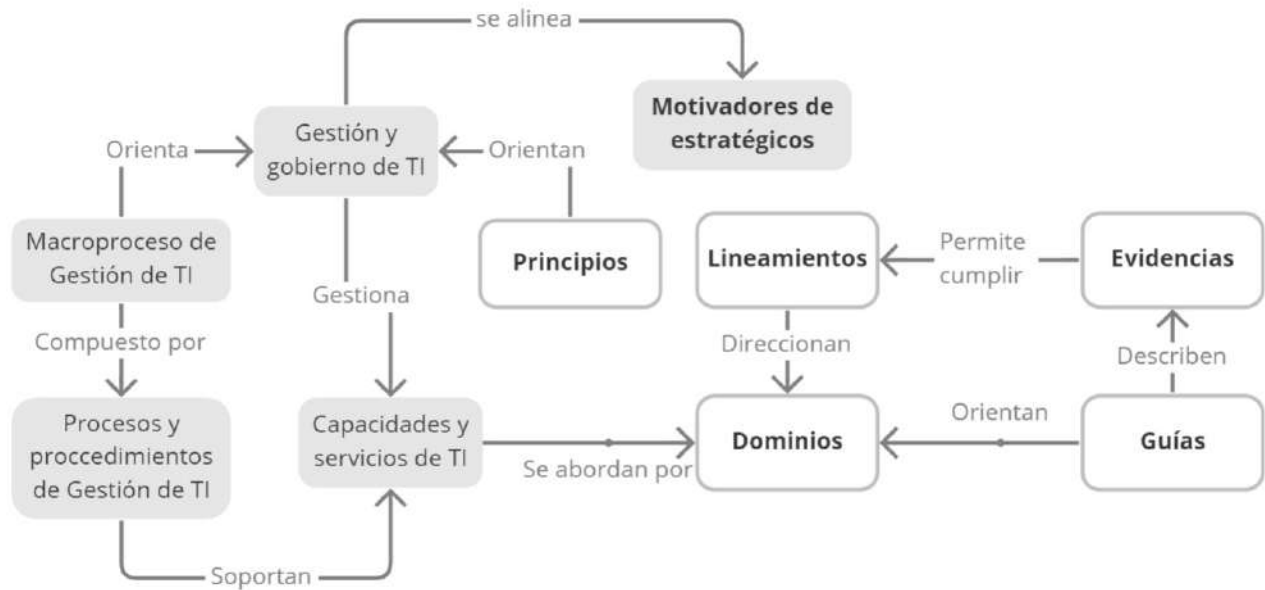 se alinea
Motivadores de
estratégicos
Gestión y
gobierno de TI
Orienta
Orientan
Macroproceso de
Gestión de TI
Principios
Lineamientos
Permite
cumplir
Evidencias
Gestiona
Compuesto por
Direccionan
Describen
Procesos y
proccedimientos
de Gestión de TI
Capacidades y
servicios de TI
Se abordan por
Dominios
Orientan
Guías
Soportan